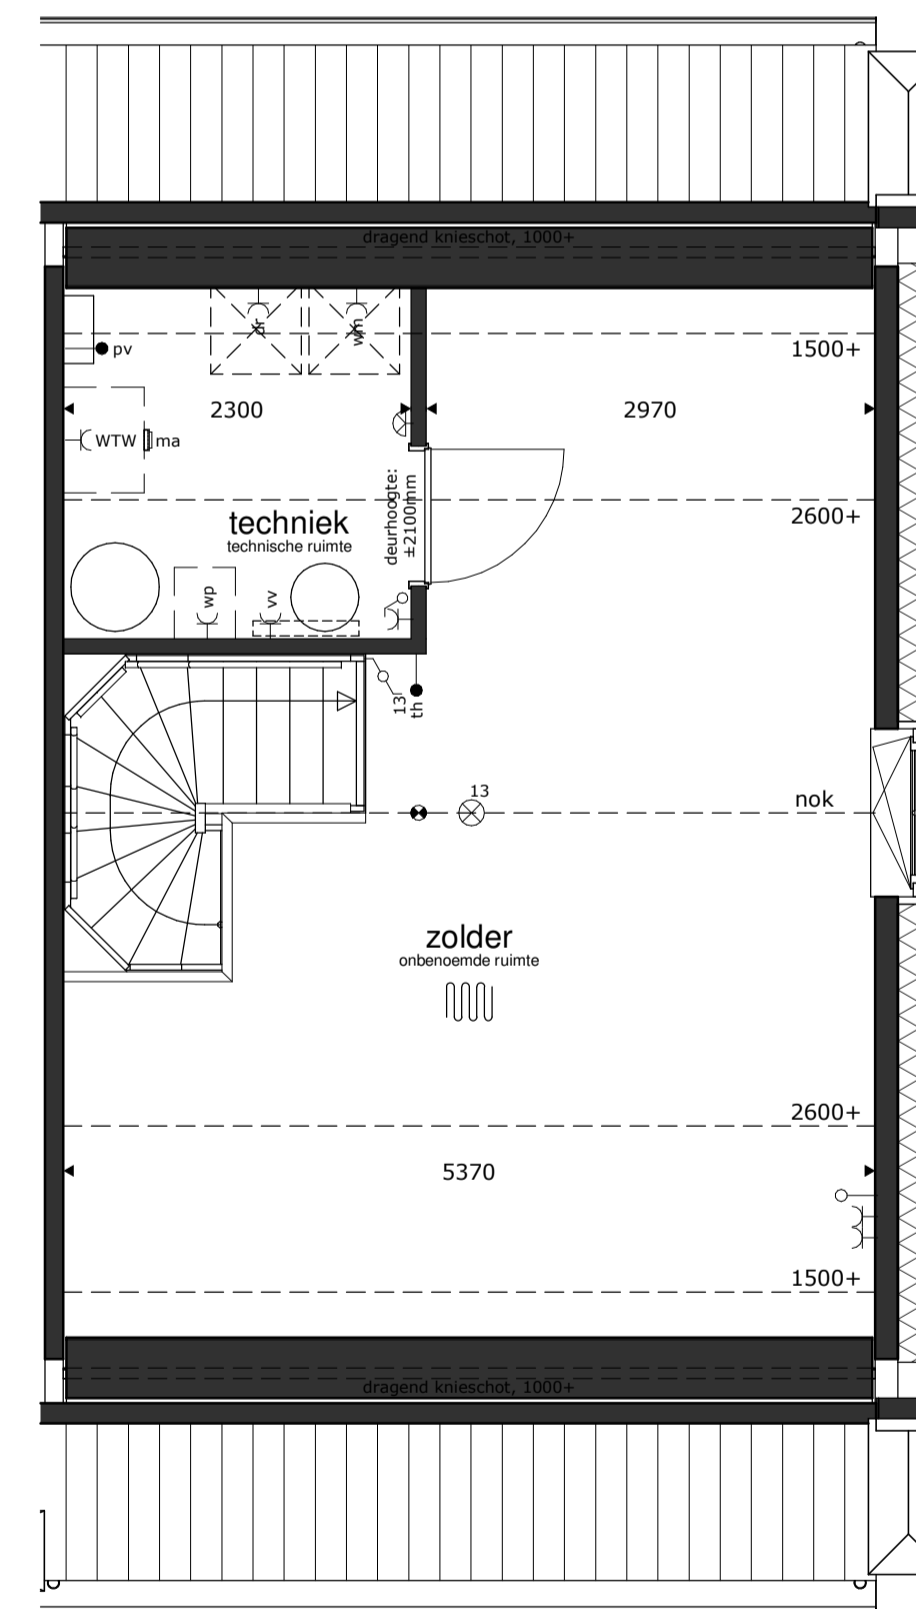 dragend knieschot, 1000+
dr
wm
1500+
pv
2300
2970
WTW
ma
deurhoogte:
±2100mm
2600+
techniek
technische ruimte
wp
vv
13
th
13
nok
zolder
onbenoemde ruimte
2600+
5370
1500+
dragend knieschot, 1000+